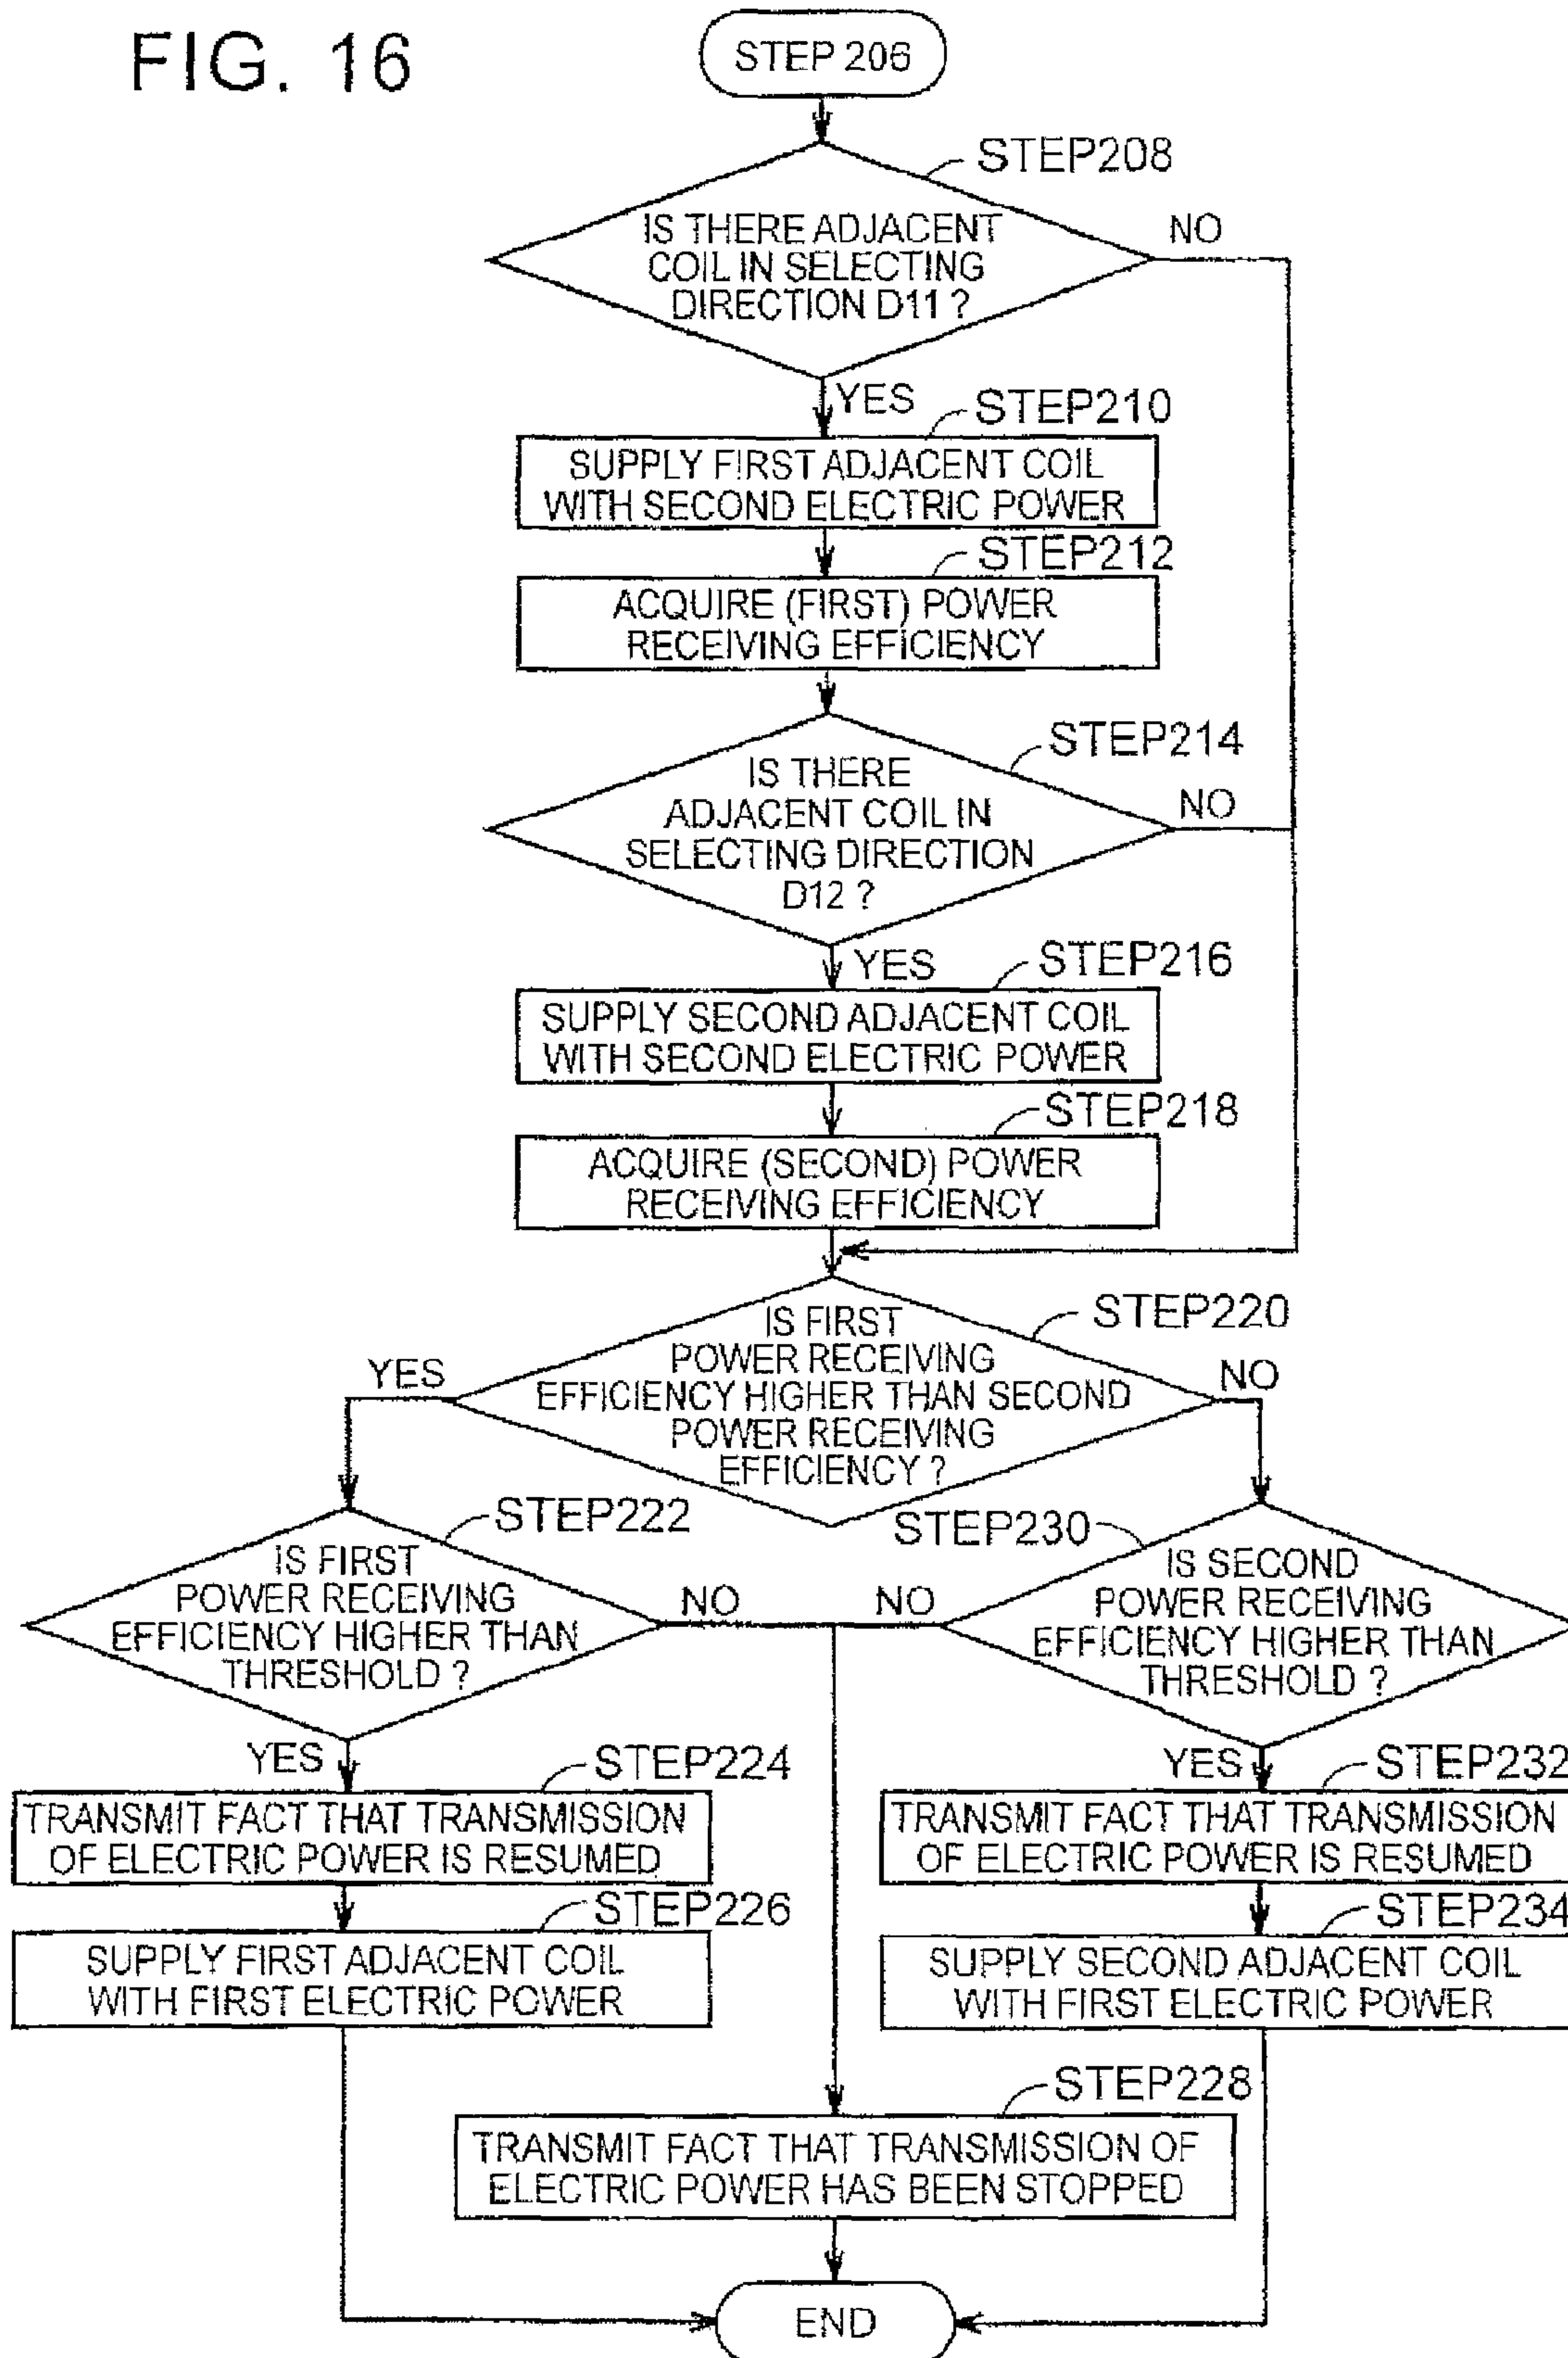 FIG. 16
STEP 206
STEP208
IS THERE ADJACENT
COIL IN SELECTING
DIRECTION D11 ?
NO
YES
STEP210
SUPPLY FIRST ADJACENT COIL
WITH SECOND ELECTRIC POWER
STEP212
ACQUIRE (FIRST) POWER
RECEIVING EFFICIENCY
STEP214
IS THERE
ADJACENT COIL IN
SELECTING DIRECTION
D12 ?
NO
YES
STEP216
SUPPLY SECOND ADJACENT COIL
WITH SECOND ELECTRIC POWER
STEP218
ACQUIRE (SECOND) POWER
RECEIVING EFFICIENCY
STEP220
IS FIRST
POWER RECEIVING
EFFICIENCY HIGHER THAN SECOND
POWER RECEIVING
EFFICIENCY ?
YES
NO
STEP222
IS FIRST
POWER RECEIVING
EFFICIENCY HIGHER THAN
THRESHOLD ?
NO
STEP230
IS SECOND
POWER RECEIVING
EFFICIENCY HIGHER THAN
THRESHOLD ?
NO
YES
STEP224
TRANSMIT FACT THAT TRANSMISSION
OF ELECTRIC POWER IS RESUMED
STEP226
SUPPLY FIRST ADJACENT COIL
WITH FIRST ELECTRIC POWER
YES
STEP232
TRANSMIT FACT THAT TRANSMISSION
OF ELECTRIC POWER IS RESUMED
STEP234
SUPPLY SECOND ADJACENT COIL
WITH FIRST ELECTRIC POWER
STEP228
TRANSMIT FACT THAT TRANSMISSION OF
ELECTRIC POWER HAS BEEN STOPPED
END